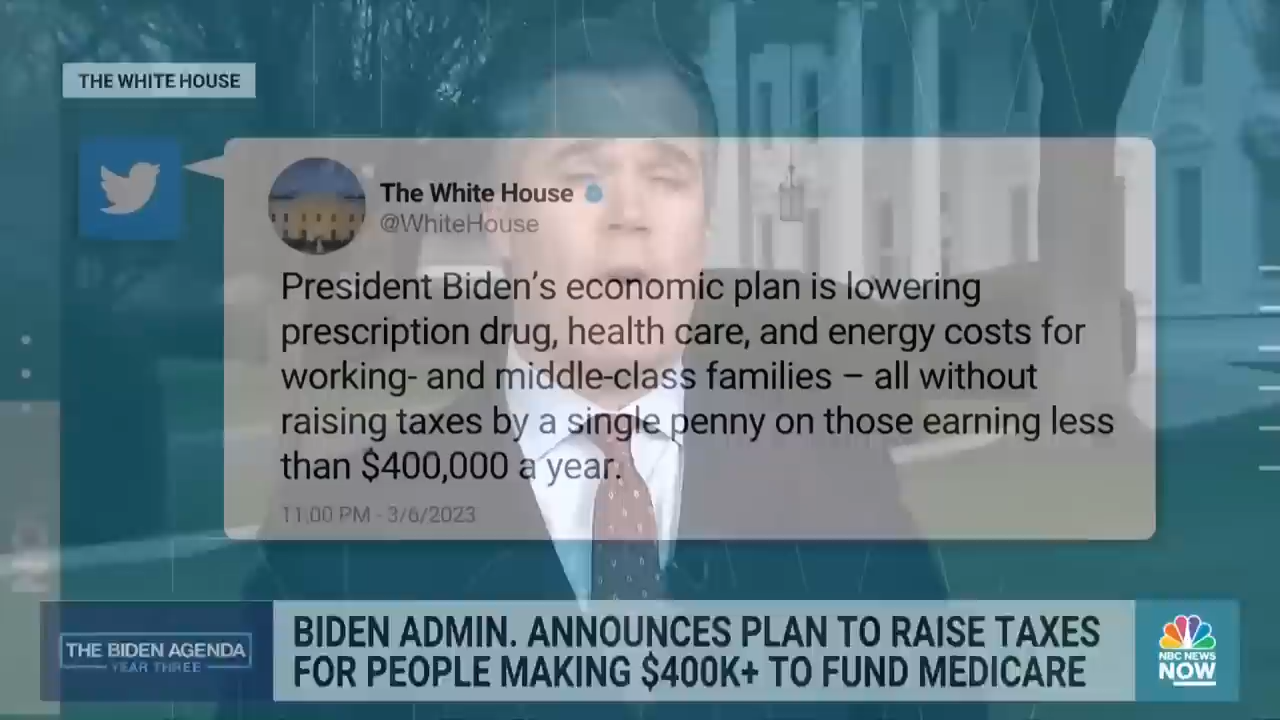 THE WHITE HOUSE
The White House
@WhiteHouse
President Biden’s economic plan is lowering
prescription drug, health care, and energy costs for
working- and middle-class families – all without
raising taxes by a single penny on those earning less
than $400,000 a year.
11:00 PM - 3/6/2023
THE BIDEN AGENDA
YEAR THREE
BIDEN ADMIN. ANNOUNCES PLAN TO RAISE TAXES
FOR PEOPLE MAKING $400K+ TO FUND MEDICARE
NBC NEWS
NOW